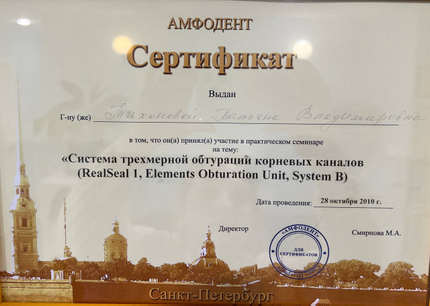 АМФОДЕНТ
Сертификат
Выдан
Г-ну (же) Тихоновой Татьяне Владимировне
в том, что он(а) принял(а) участие в практическом семинаре
на тему:
«Система трехмерной обтурации корневых каналов
(RealSeal 1, Elements Obturation Unit, System B)
Дата проведения: 28 октября 2010 г.
Директор Смирнова М.А.
«АМФОДЕНТ»
ДЛЯ
СЕРТИФИКАТОВ
Санкт-Петербург